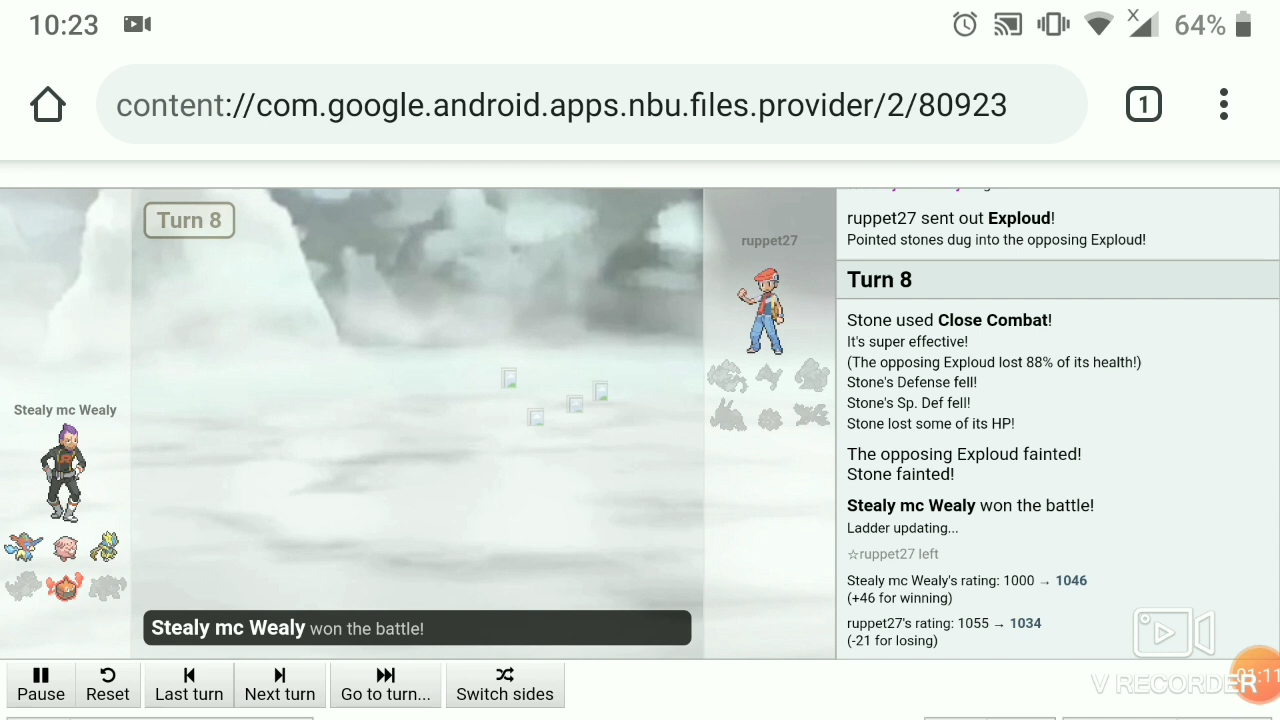 10:23
X
64%
content://com.google.android.apps.nbu.files.provider/2/80923
1
Turn 8
ruppet27
Stealy mc Wealy
Stealy mc Wealy won the battle!
ruppet27 sent out Exploud!
Pointed stones dug into the opposing Exploud!
Turn 8
Stone used Close Combat!
It's super effective!
(The opposing Exploud lost 88% of its health!)
Stone's Defense fell!
Stone's Sp. Def fell!
Stone lost some of its HP!
The opposing Exploud fainted!
Stone fainted!
Stealy mc Wealy won the battle!
Ladder updating...
☆ruppet27 left
Stealy mc Wealy's rating: 1000 → 1046
(+46 for winning)
ruppet27's rating: 1055 → 1034
(-21 for losing)
Pause
Reset
Last turn
Next turn
Go to turn...
Switch sides
V RECORDER
01:11